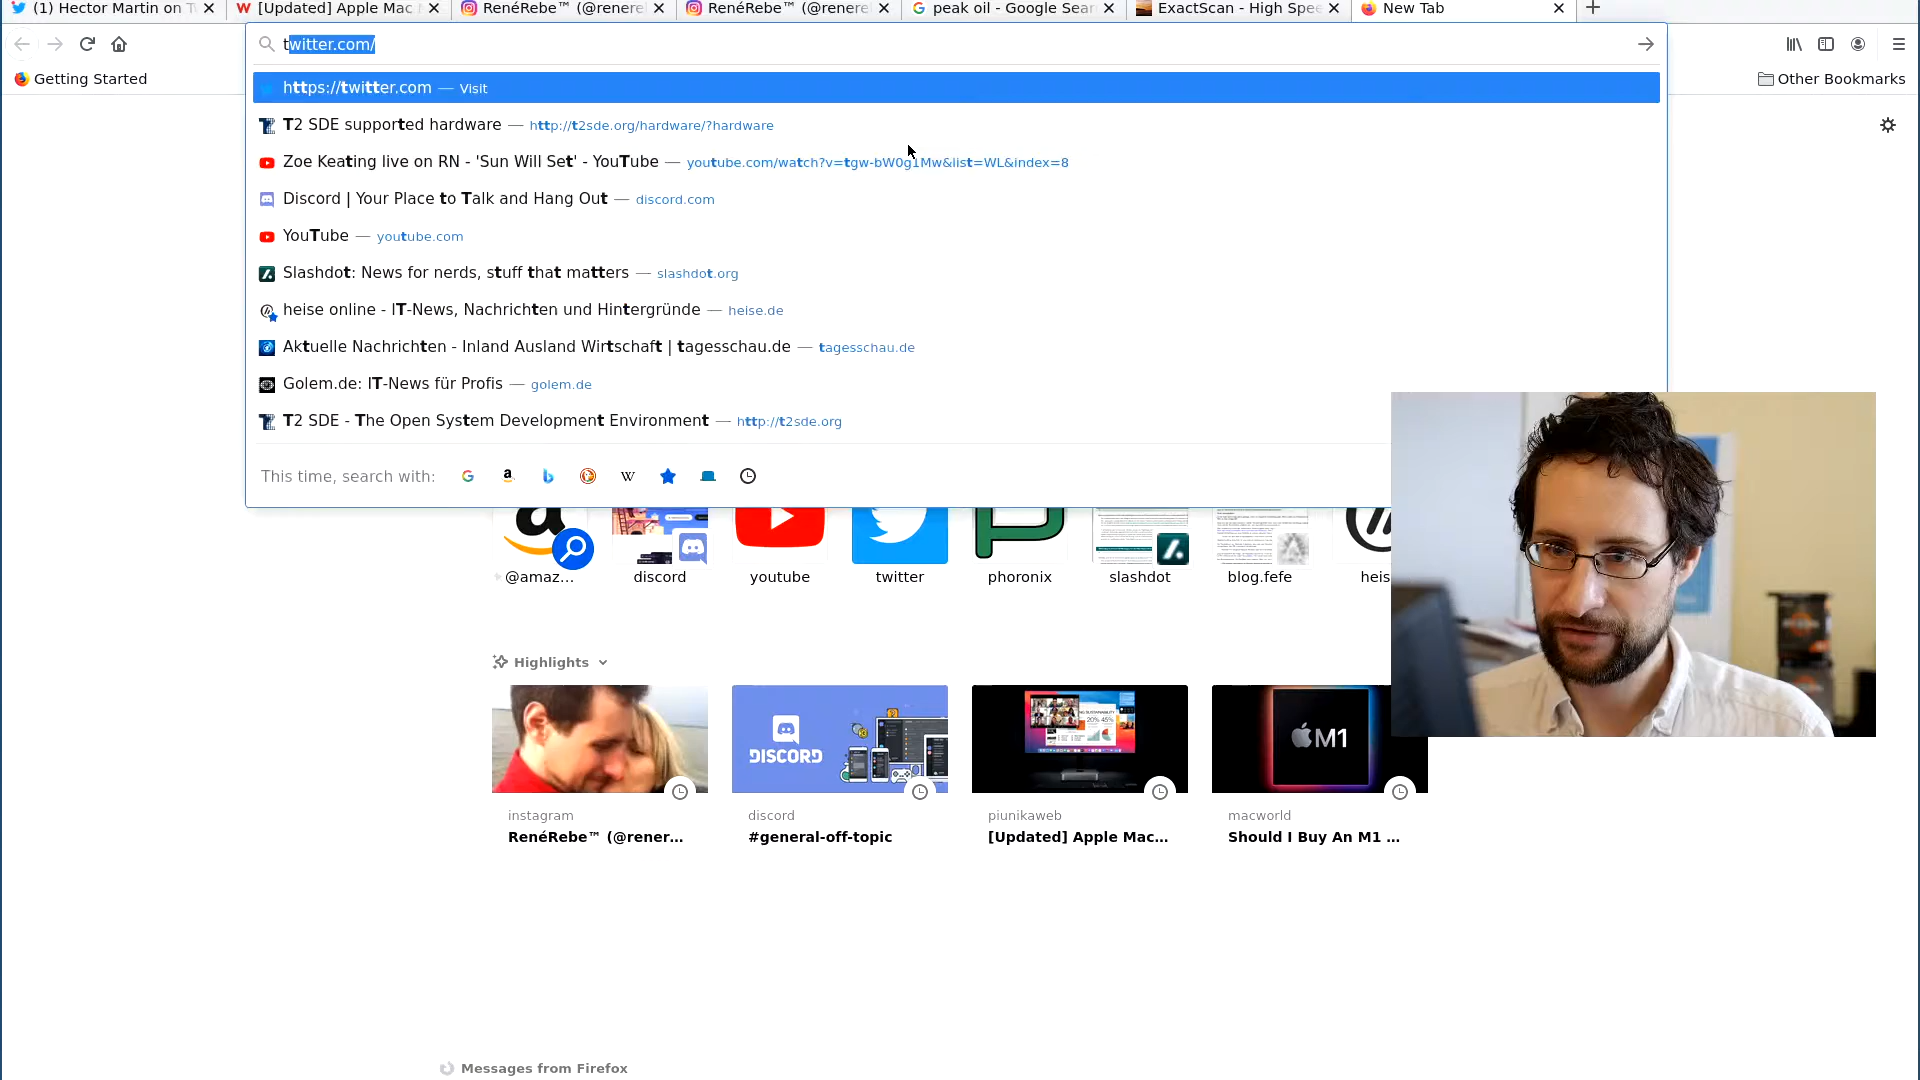 (1) Hector Martin on T
[Updated] Apple Mac
RenéRebe™ (@renere
RenéRebe™ (@renere
peak oil - Google Sear
ExactScan - High Spee
New Tab
twitter.com/
Getting Started
Other Bookmarks
https://twitter.com — Visit
T2 SDE supported hardware — http://t2sde.org/hardware/?hardware
Zoe Keating live on RN - 'Sun Will Set' - YouTube — youtube.com/watch?v=tgw-bW0g1Mw&list=WL&index=8
Discord | Your Place to Talk and Hang Out — discord.com
YouTube — youtube.com
Slashdot: News for nerds, stuff that matters — slashdot.org
heise online - IT-News, Nachrichten und Hintergründe — heise.de
Aktuelle Nachrichten - Inland Ausland Wirtschaft | tagesschau.de — tagesschau.de
Golem.de: IT-News für Profis — golem.de
T2 SDE - The Open System Development Environment — http://t2sde.org
This time, search with:
@amaz... discord youtube twitter phoronix slashdot blog.fefe heis
Highlights
DISCORD
20% 45%
M1
instagram
RenéRebe™ (@rener...
discord
#general-off-topic
piunikaweb
[Updated] Apple Mac...
macworld
Should I Buy An M1 ...
Messages from Firefox